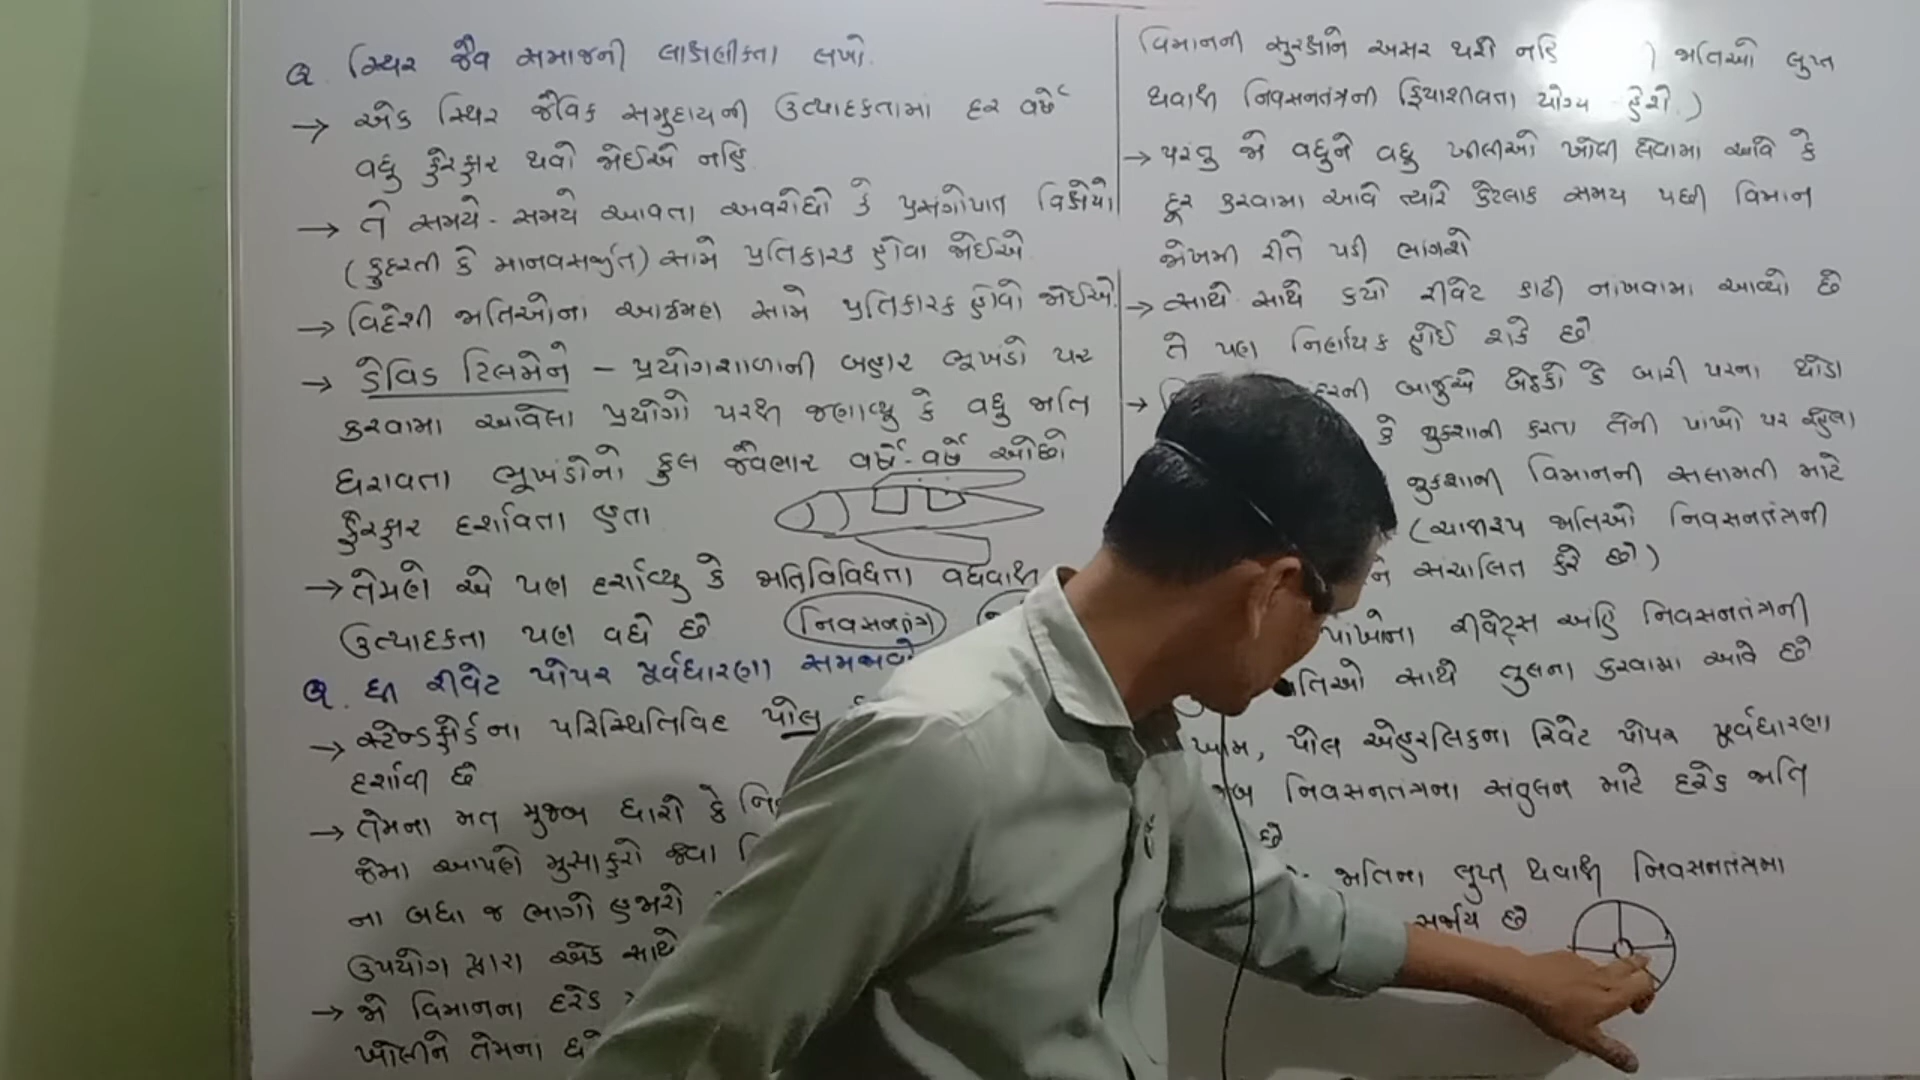 Q. સ્થિર જૈવ સમાજની લાક્ષણીકતા લખો.
→ એક સ્થિર જૈવિક સમુદાયની ઉત્પાદકતામાં દર વર્ષે
વધુ ફેરફાર થવો જોઈએ નહિ.
→ તે સમયે-સમયે આવતા અવરોધો કે પ્રસંગોપાત વિક્ષેપો
(કુદરતી કે માનવસર્જીત) સામે પ્રતિકારક હોવા જોઈએ
→ વિદેશી જાતિઓના આક્રમણ સામે પ્રતિકારક હોવો જોઈએ.
→ ડેવિડ ટિલમેને - પ્રયોગશાળાની બહાર ભૂખંડો પર
કરવામા આવેલા પ્રયોગો પરથી જણાવ્યુ કે વધુ જાતિ
ધરાવતા ભૂખંડોનો કુલ જૈવભાર વર્ષે-વર્ષે ઓછો
ફેરફાર દર્શાવતા હતા
→ તેમણે એ પણ દર્શાવ્યુ કે જાતિવિવિધતા વધવાથી
ઉત્પાદકતા પણ વધે છે
નિવસનતંત્ર
Q. ધ રીવેટ પોપર પૂર્વધારણા સમજાવો
→ સ્ટેન્ડફોર્ડના પરિસ્થિતિવિદ પોલ
દર્શાવી છે
→ તેમના મત મુજબ ધારો કે
જેમા આપણે મુસાફરો જેવા
ના બધા જ ભાગો હજારો
ઉપયોગ દ્વારા એક સાથે
→ જો વિમાનના દરેક
ખોલીને તેમનાં
વિમાનની સુરક્ષાને અસર થશે નહિ ) જાતિઓ લુપ્ત
થવાથી નિવસનતંત્રની ક્રિયાશીલતા યોગ્ય હશે.)
→ પરંતુ જો વધુને વધુ ખીલીઓ ખોલી લેવામા આવે કે
દૂર કરવામા આવે ત્યારે કેટલાક સમય પછી વિમાન
જોખમી રીતે પડી ભાંગશે
→ સાથે સાથે કયો રીવેટ કાઢી નાંખવામા આવ્યો છે
તે પણ નિર્ણાયક હોઈ શકે છે
→ બાજુએ બેઠકો કે બારી પરના થોડા
કે નુકશાની કરતા તેની પાંખો પર રહેલા
નુકશાની વિમાનની સલામતી માટે
(ચાવીરૂપ જાતિઓ નિવસનતંત્રની
સંચાલિત કરે છે)
પાંખોના રીવેટ્સ અહિ નિવસનતંત્રની
જાતિઓ સાથે તુલના કરવામા આવે છે
આમ, પોલ એહરલિકના રિવેટ પોપર પૂર્વધારણા
નિવસનતંત્રના સંતુલન માટે દરેક જાતિ
છે
જાતિના લુપ્ત થવાથી નિવસનતંત્રમા
સર્જાય છે